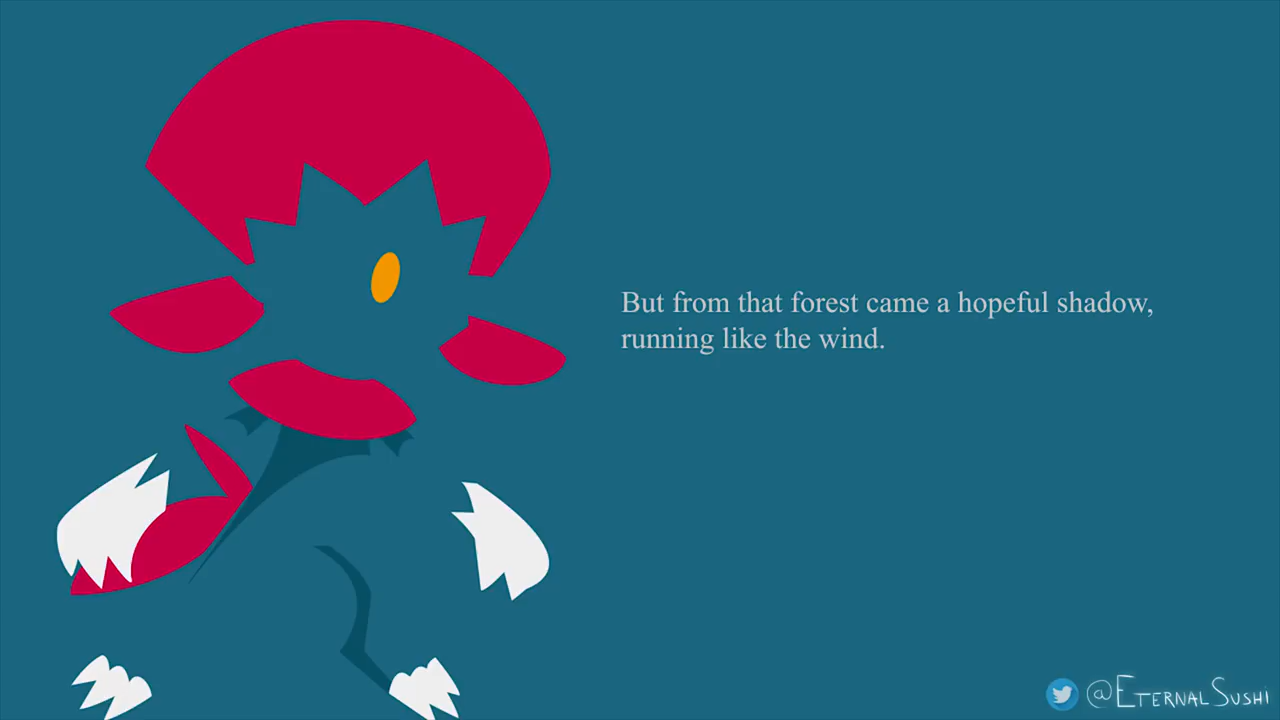 But from that forest came a hopeful shadow,
running like the wind.
@EternalSushi